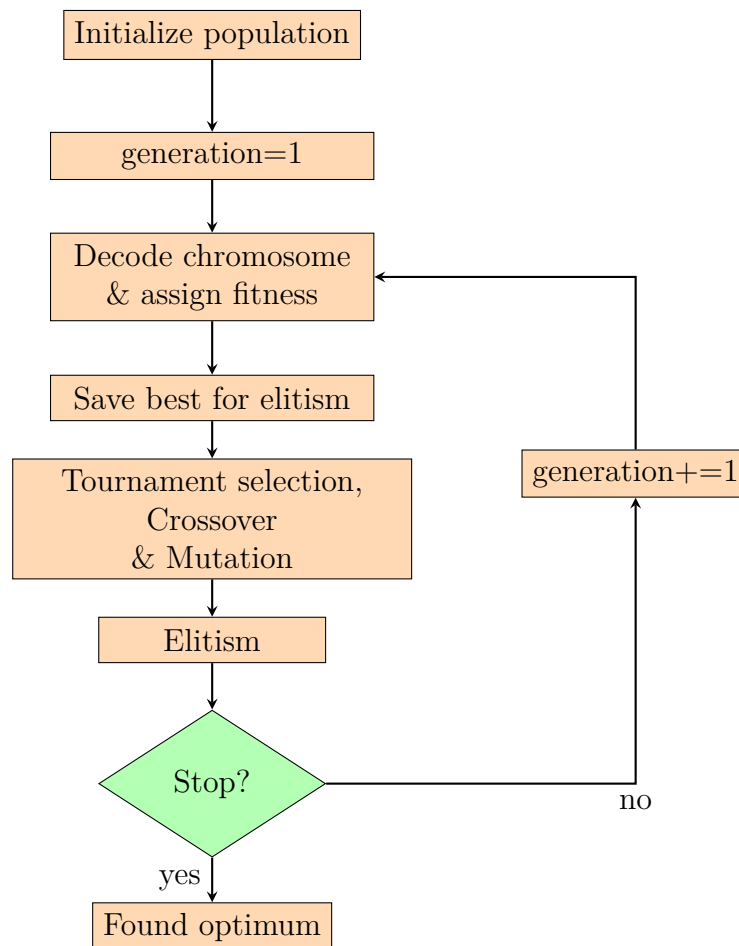 Initialize population
generation=1
Decode chromosome
& assign fitness
Save best for elitism
Tournament selection,
Crossover
& Mutation
generation+=1
Elitism
Stop?
no
yes
Found optimum